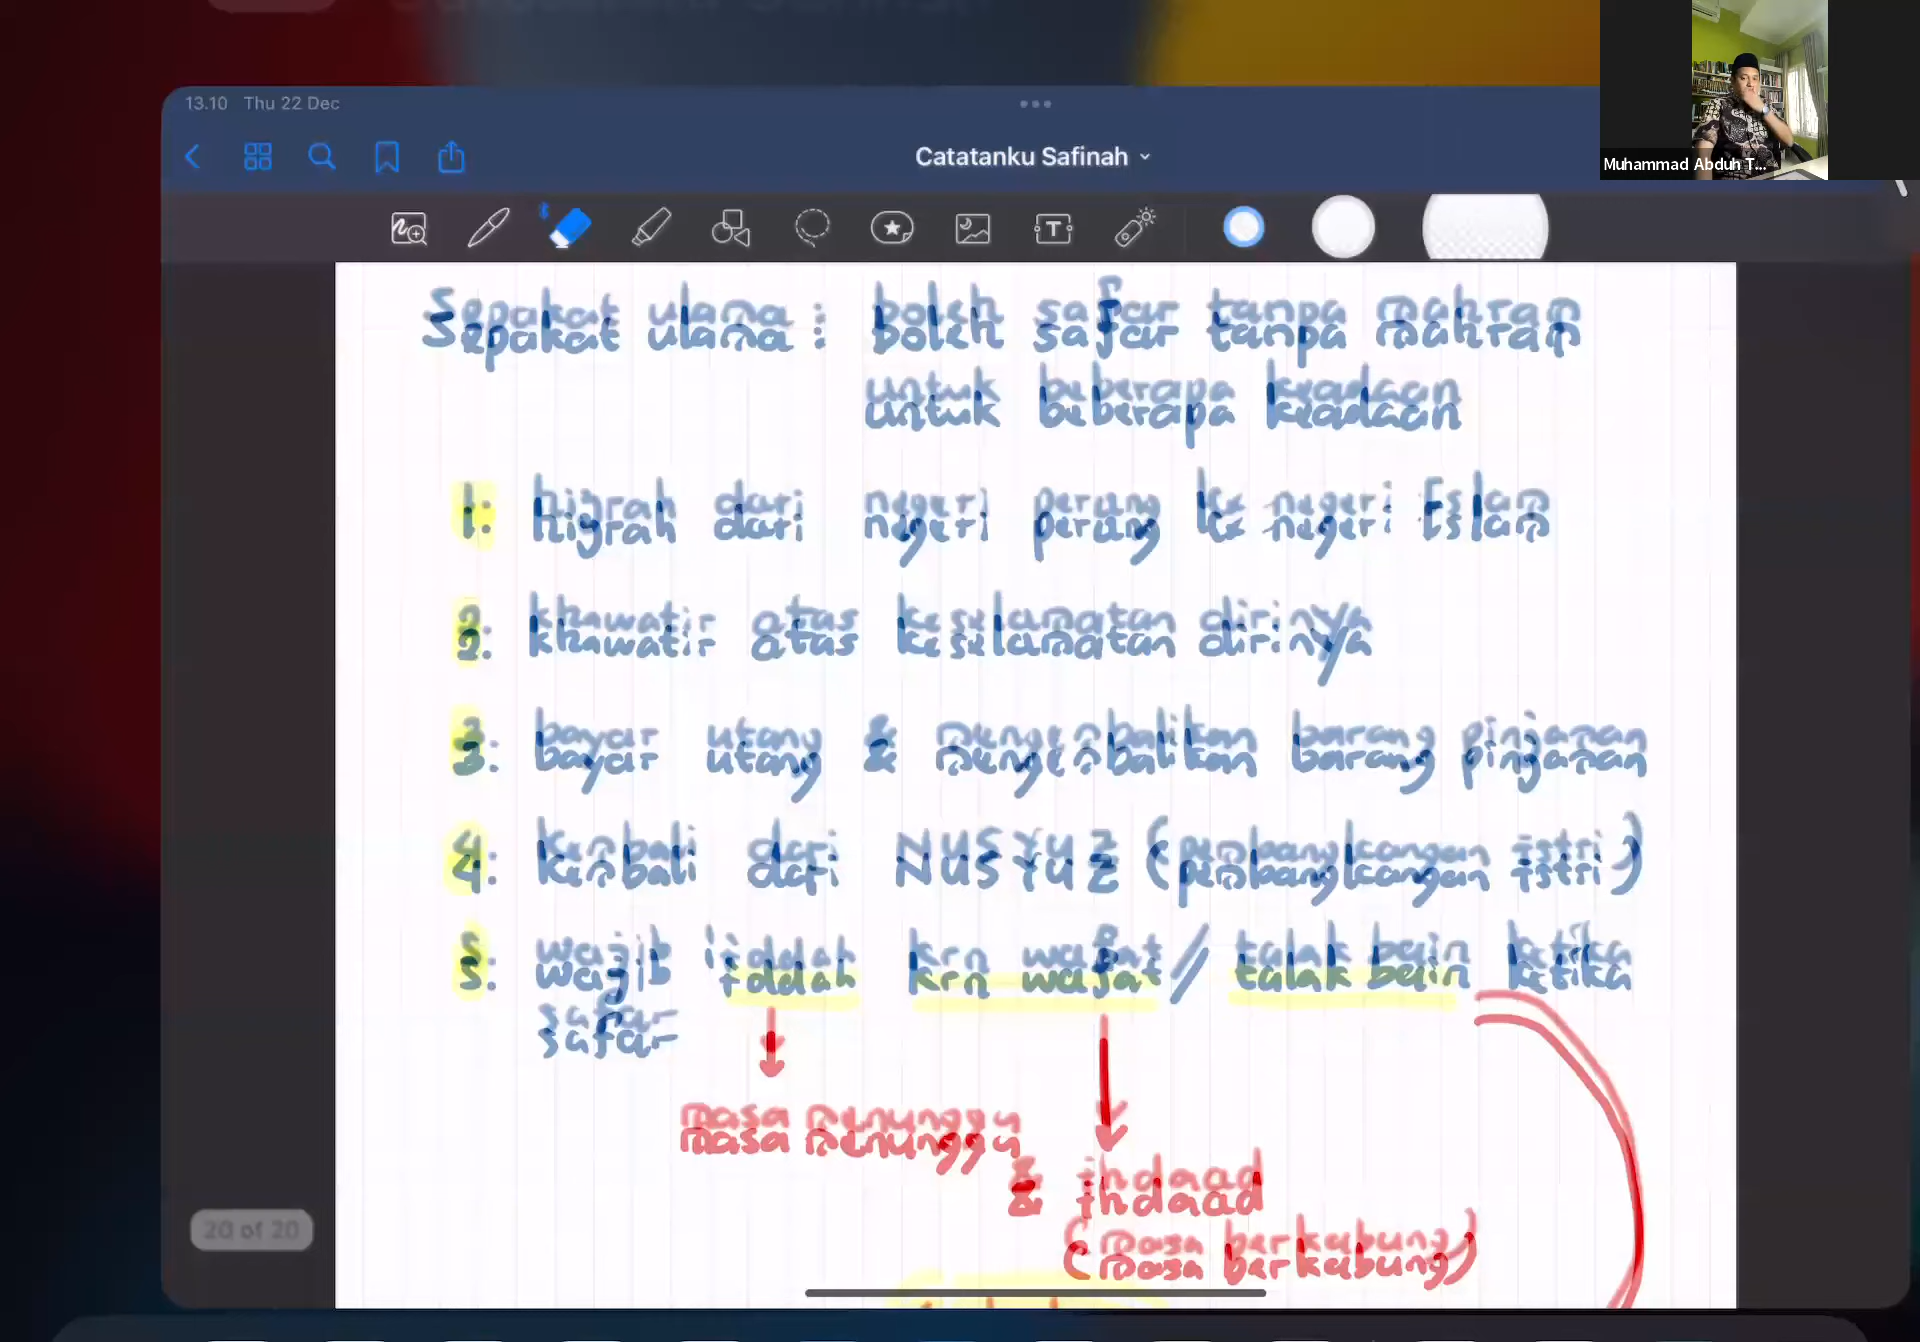 13.10 Thu 22 Dec
Catatanku Safinah
Muhammad Abduh T...
Sepakat ulama : boleh safar tanpa mahram
untuk beberapa keadaan
1. hijrah dari negeri perang ke negeri Islam
2. khawatir atas keselamatan dirinya
3. bayar utang & mengembalikan barang pinjaman
4. kembali dari NUSYUZ (pembangkangan istri)
5. wajib 'iddah krn wafat / talak bain ketika
safar
masa menunggu
& ihdaad
(masa berkabung)
20 of 20